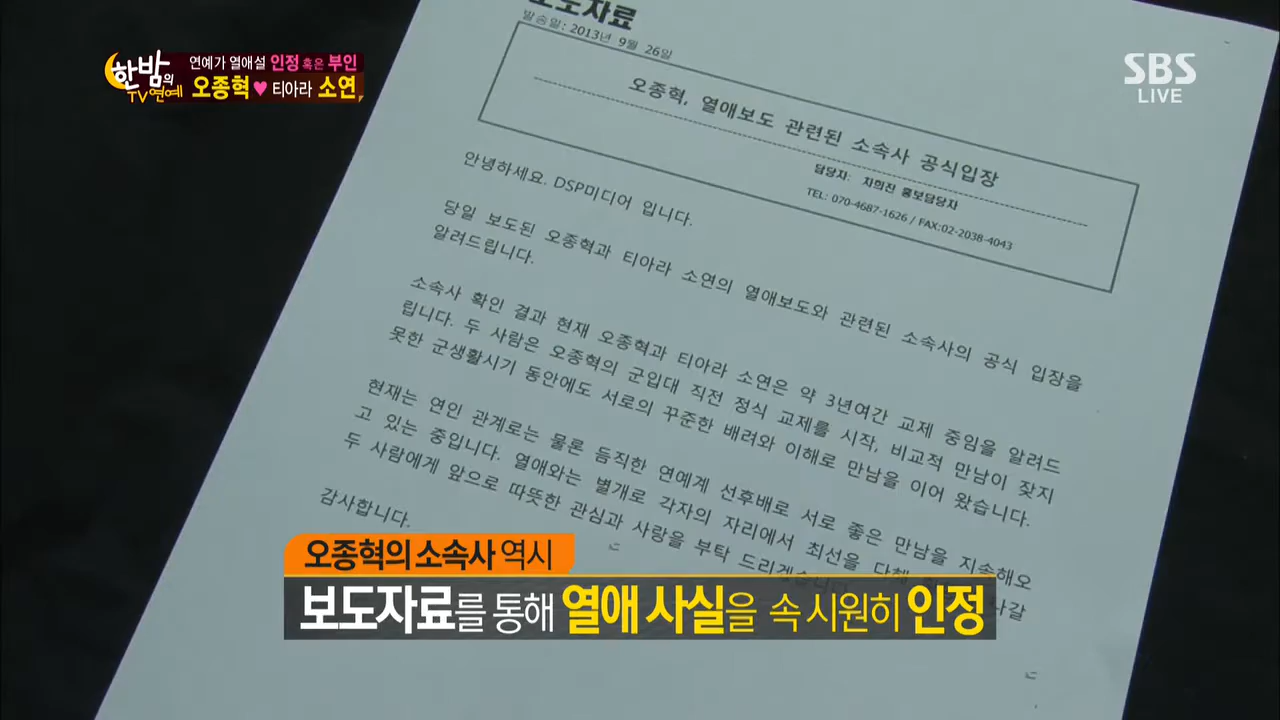 한밤의
TV연예
연예가 열애설 인정 혹은 부인
오종혁♥티아라 소연
SBS
LIVE
보도자료
발송일: 2013년 9월 26일
오종혁, 열애보도 관련된 소속사 공식입장
담당자: 차희진 홍보담당자
TEL: 070-4687-1626 / FAX:02-2038-4043
안녕하세요. DSP미디어 입니다.
당일 보도된 오종혁과 티아라 소연의 열애보도와 관련된 소속사의 공식 입장을
알려드립니다.
소속사 확인 결과 현재 오종혁과 티아라 소연은 약 3년여간 교제 중임을 알려드
립니다. 두 사람은 오종혁의 군입대 직전 정식 교제를 시작, 비교적 만남이 잦지
못한 군생활시기 동안에도 서로의 꾸준한 배려와 이해로 만남을 이어 왔습니다.
현재는 연인 관계로는 물론 듬직한 연예계 선후배로 서로 좋은 만남을 지속해오
고 있는 중입니다. 열애와는 별개로 각자의 자리에서 최선을 다해 나갈
두 사람에게 앞으로 따뜻한 관심과 사랑을 부탁 드리겠습니다
감사합니다.
오종혁의 소속사 역시
보도자료를 통해 열애 사실을 속 시원히 인정